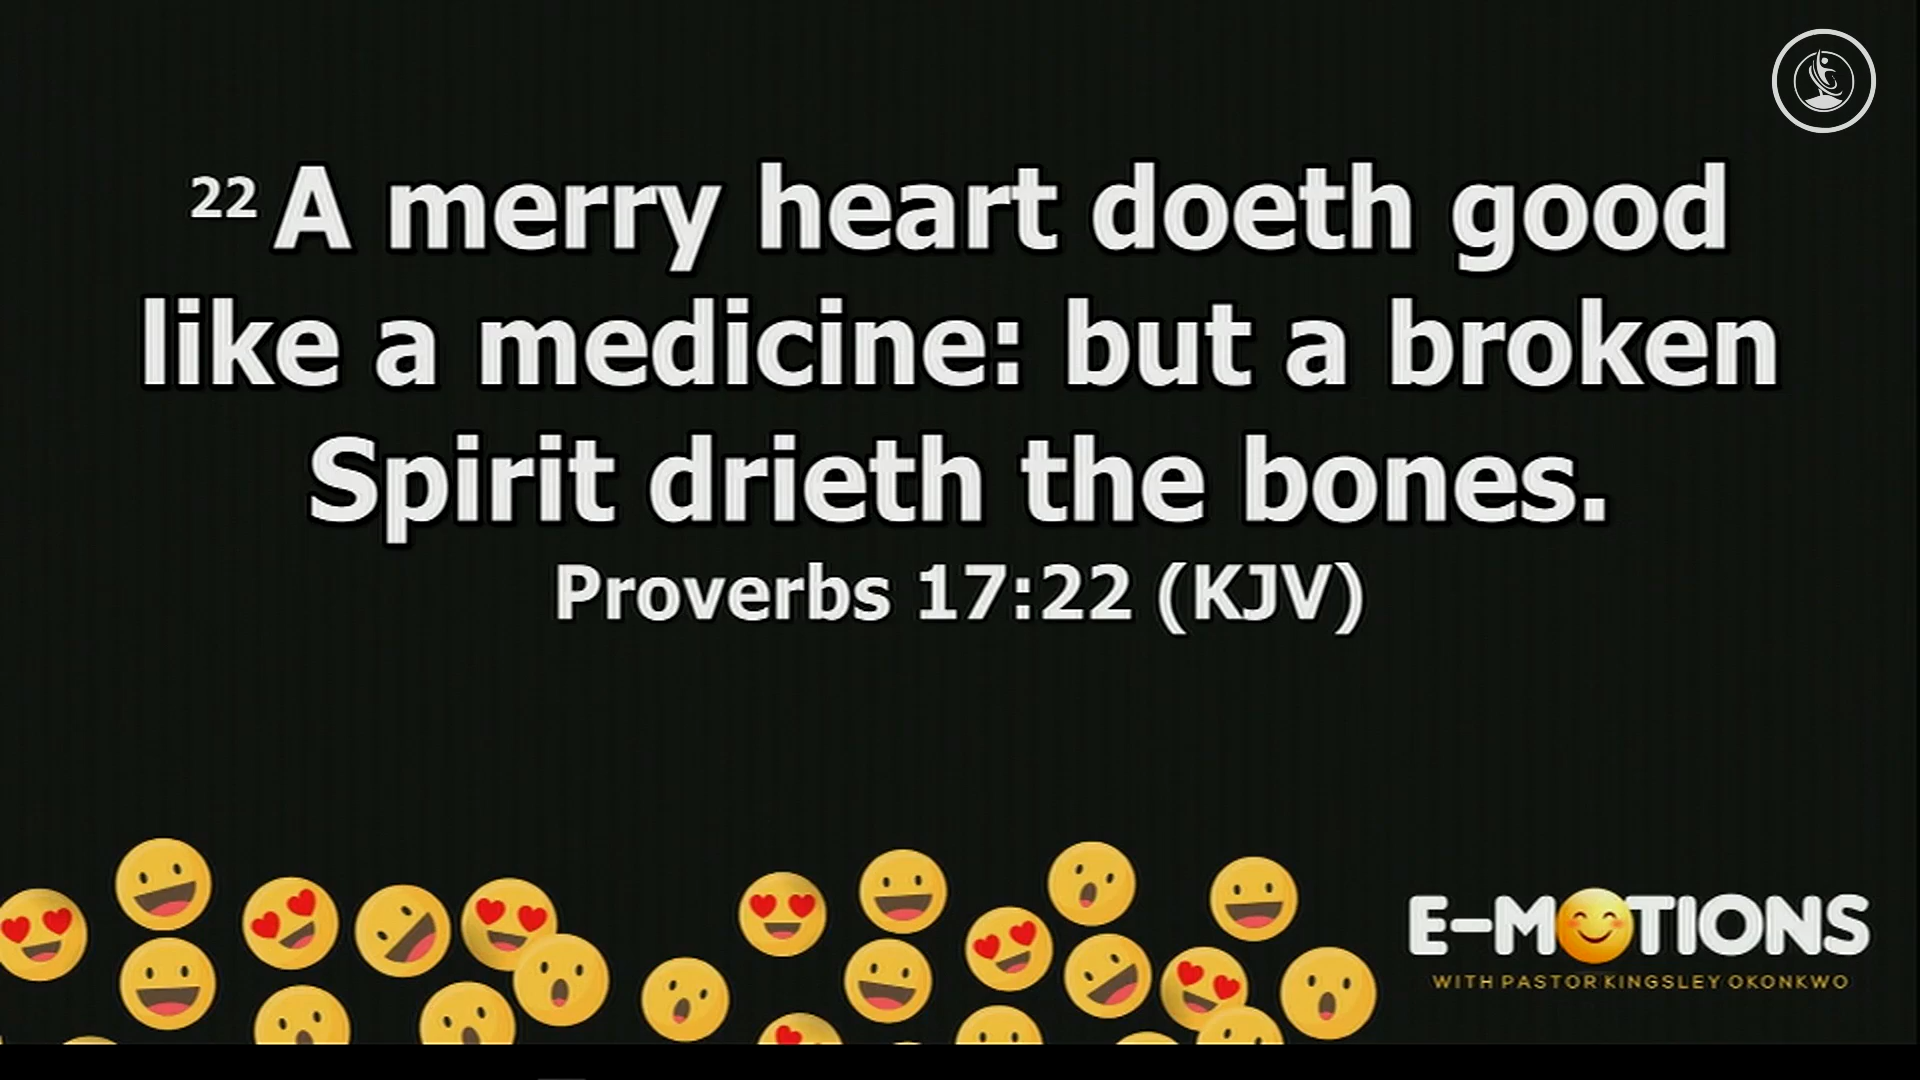 22 A merry heart doeth good
like a medicine: but a broken
Spirit drieth the bones.
Proverbs 17:22 (KJV)
E-MOTIONS
WITH PASTOR KINGSLEY OKONKWO